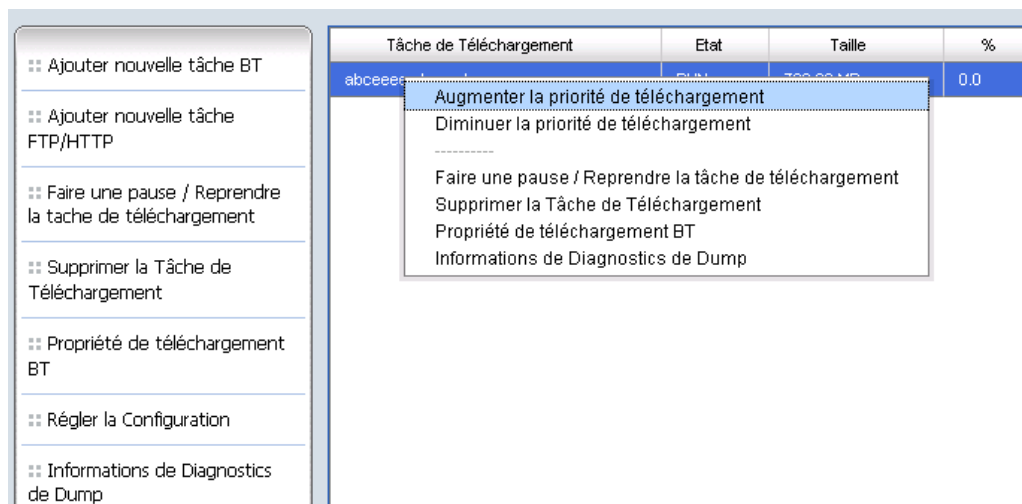 Ajouter nouvelle tâche BT
Ajouter nouvelle tâche
FTP/HTTP
Faire une pause / Reprendre
la tache de téléchargement
Supprimer la Tâche de
Téléchargement
Propriété de téléchargement
BT
Régler la Configuration
Informations de Diagnostics
de Dump
Tâche de Téléchargement Etat Taille %
0.0
Augmenter la priorité de téléchargement
Diminuer la priorité de téléchargement
----------
Faire une pause / Reprendre la tâche de téléchargement
Supprimer la Tâche De Téléchargement
Propriété de téléchargement BT
Informations de Diagnostics de Dump